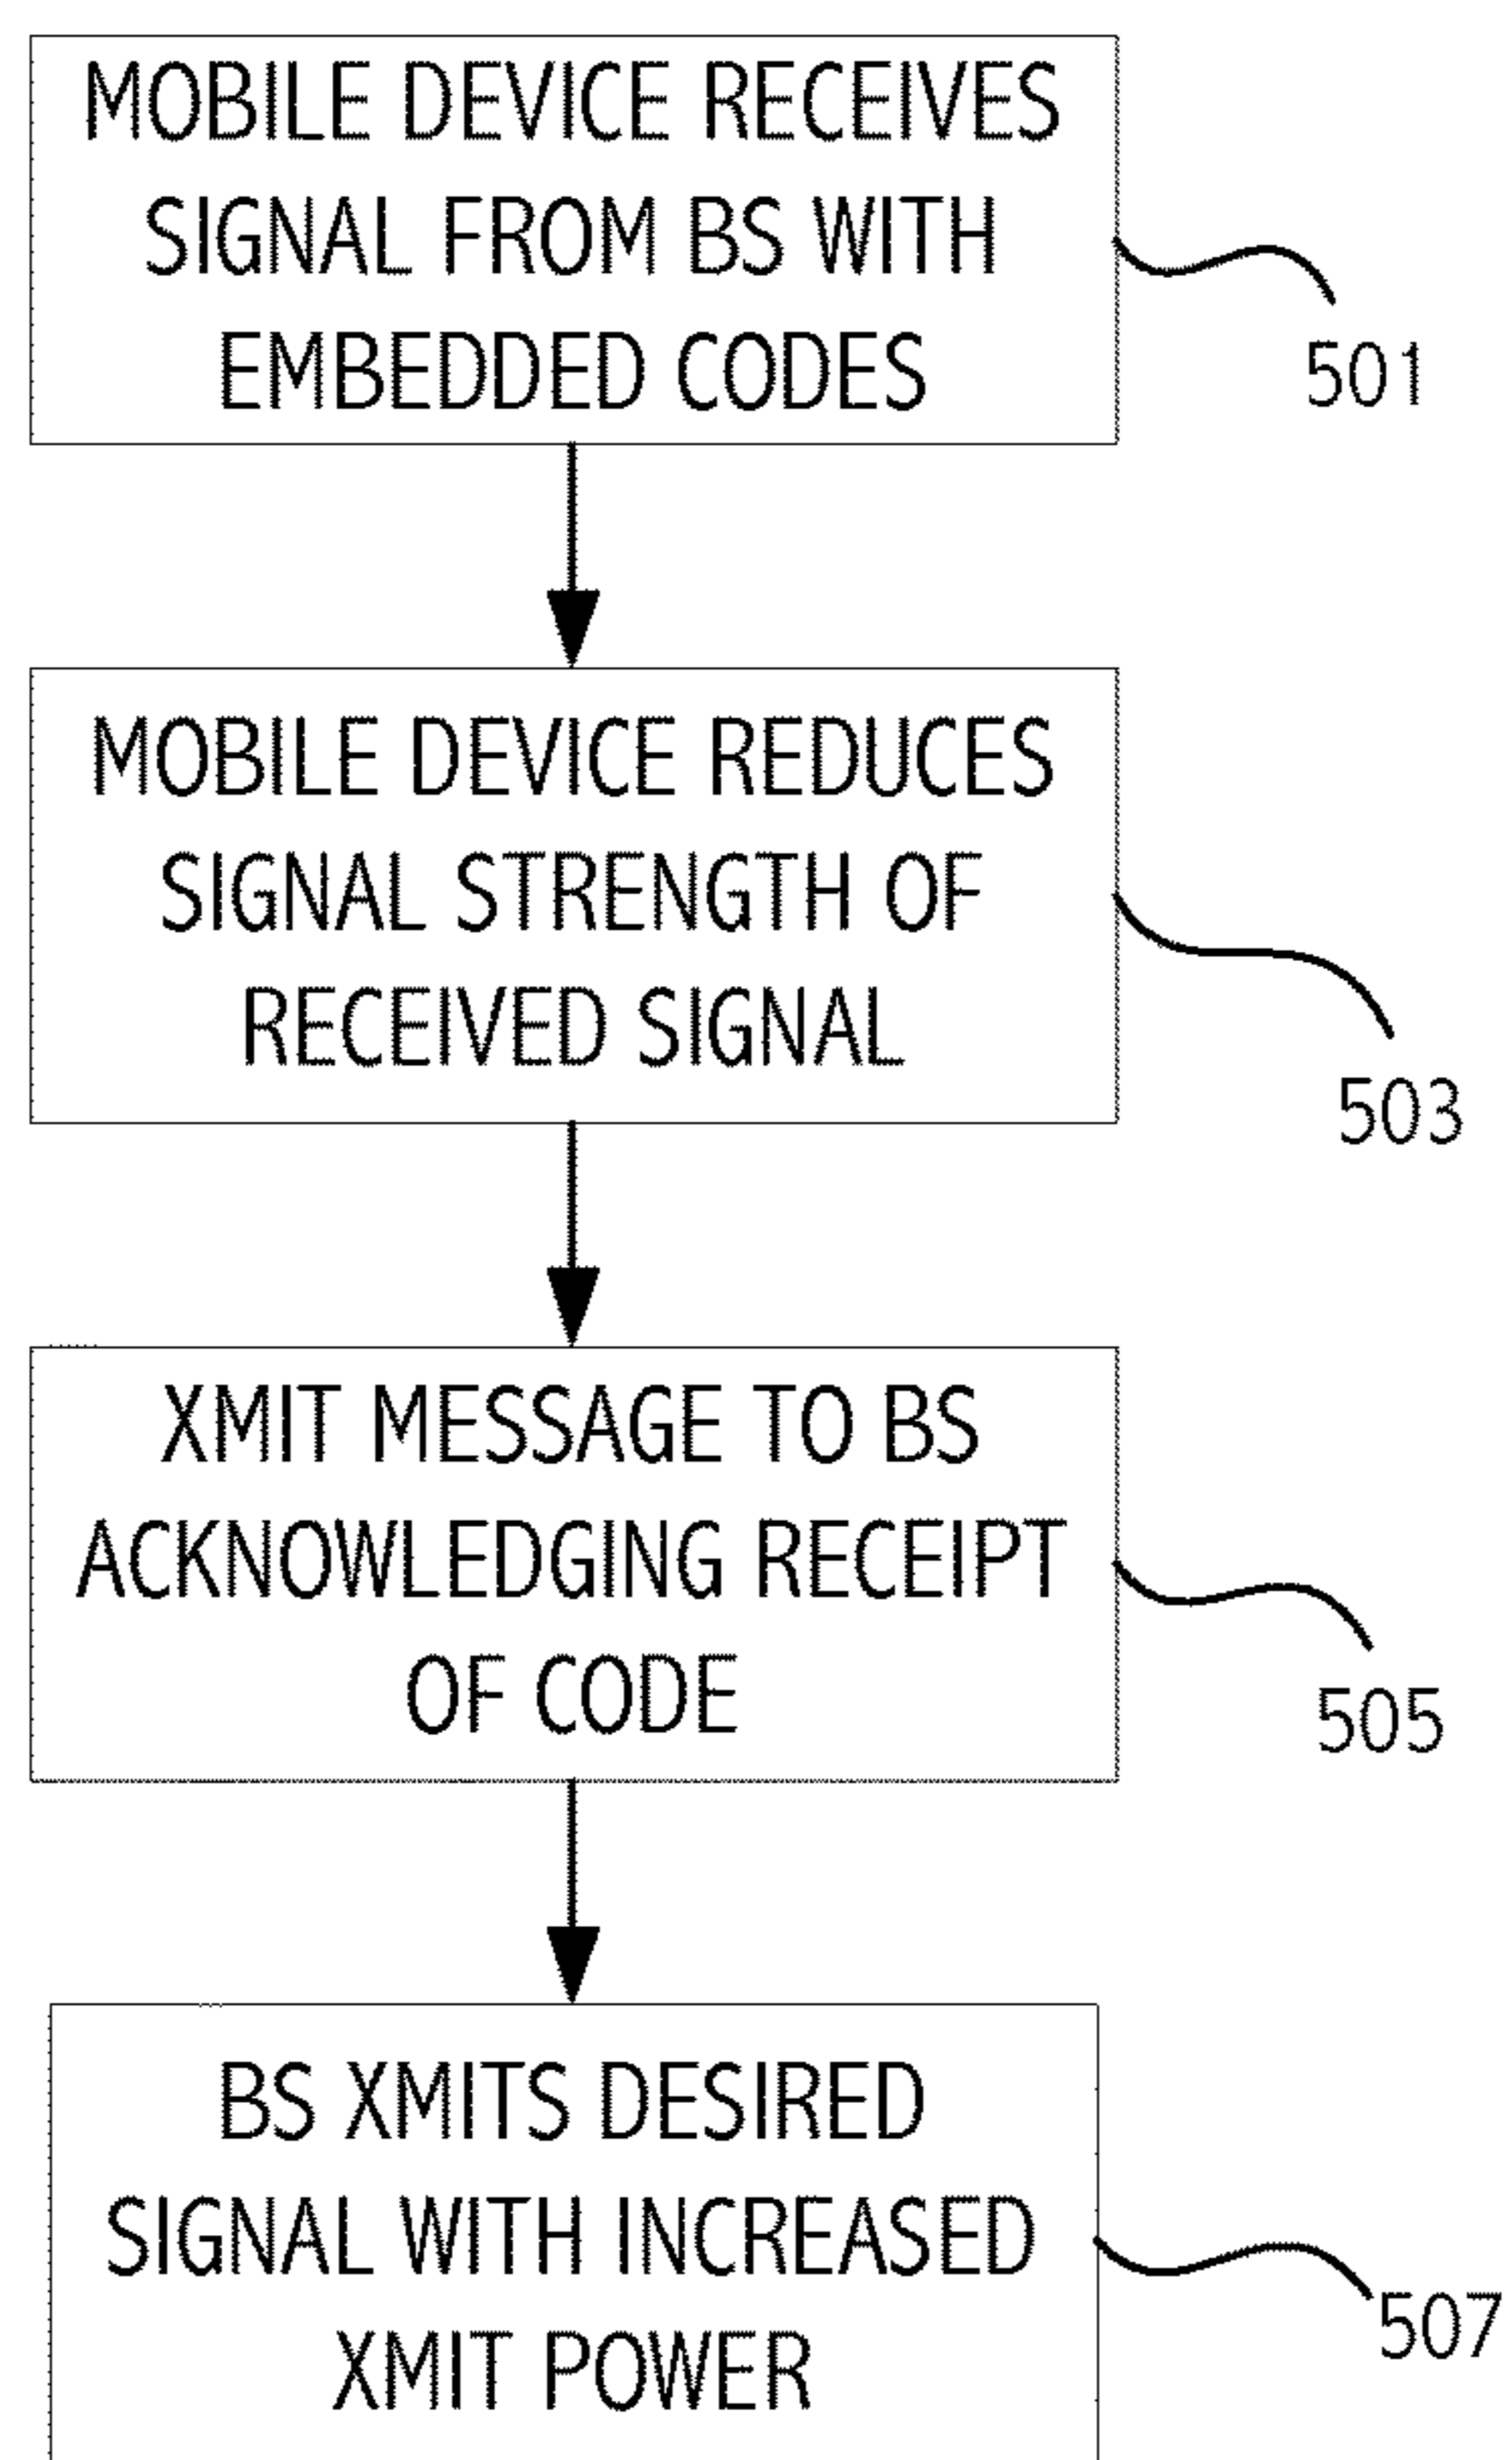 MOBILE DEVICE RECEIVES
SIGNAL FROM BS WITH
EMBEDDED CODES
501
MOBILE DEVICE REDUCES
SIGNAL STRENGTH OF
RECEIVED SIGNAL
503
XMIT MESSAGE TO BS
ACKNOWLEDGING RECEIPT
OF CODE
505
BS XMITS DESIRED
SIGNAL WITH INCREASED
XMIT POWER
507